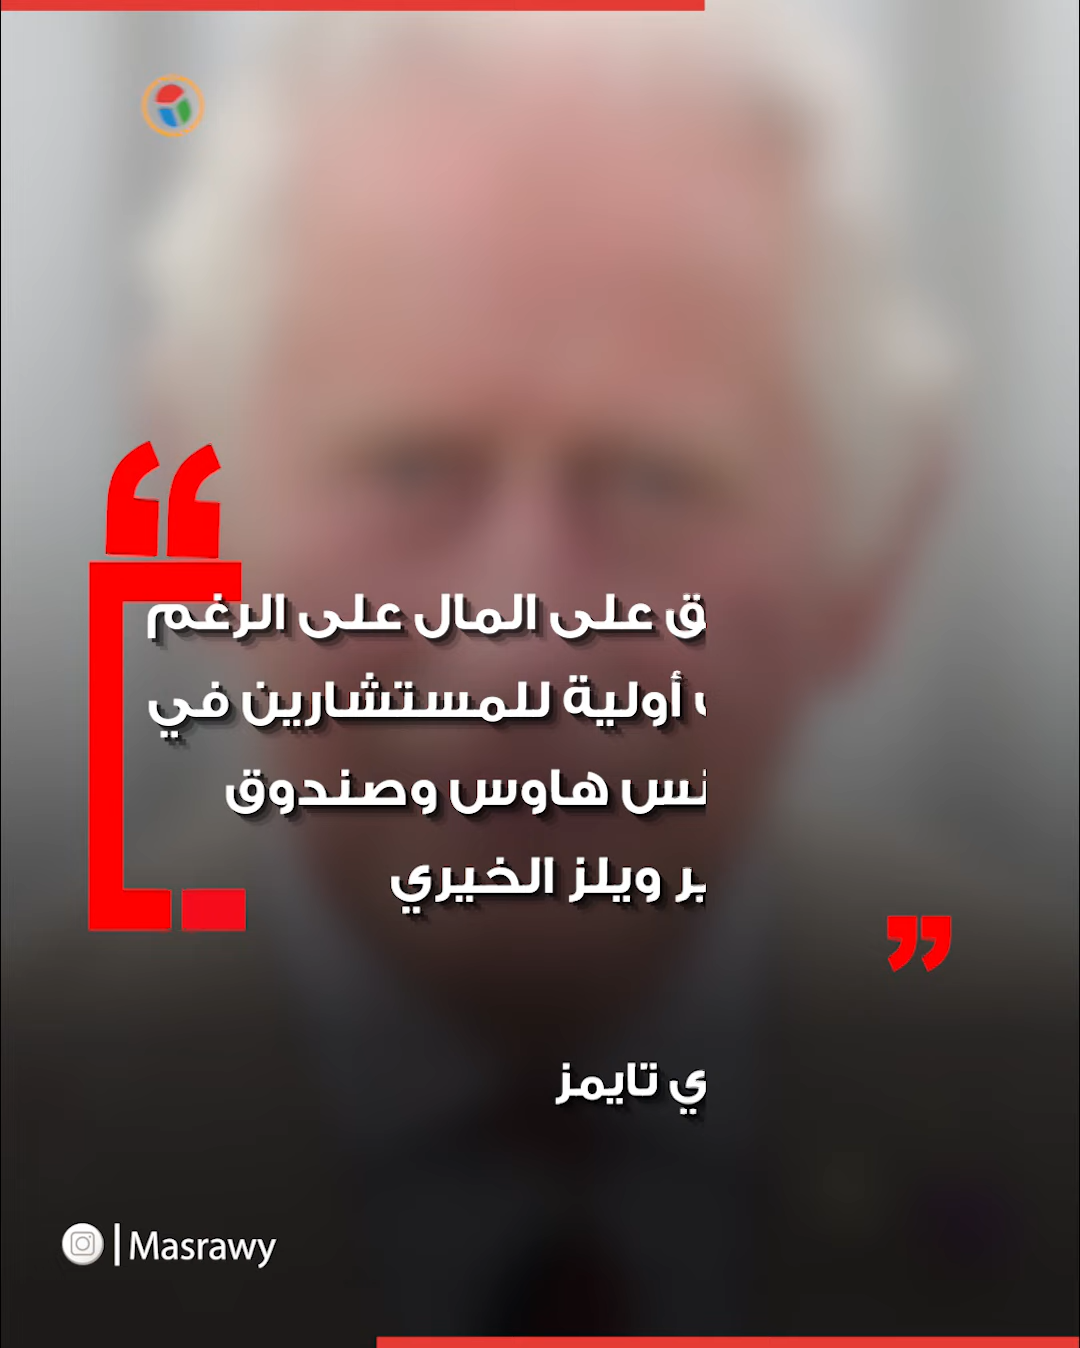 على المال على الرغم
أولية للمستشارين في
هاوس وصندوق
ويلز الخيري
تايمز
Masrawy